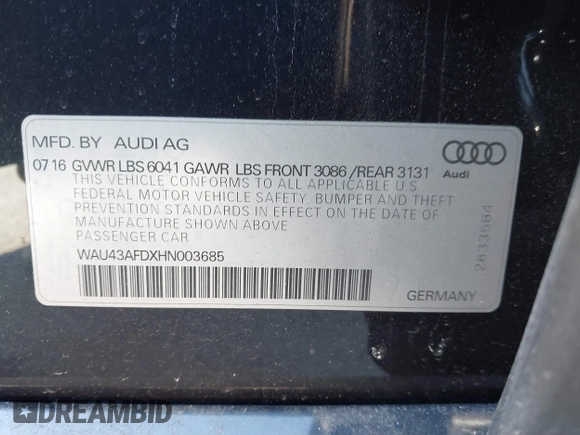 MFD. BY AUDI AG
07 16 GVWR LBS 6041 GAWR LBS FRONT 3086 /REAR 3131
THIS VEHICLE CONFORMS TO ALL APPLICABLE U S
FEDERAL MOTOR VEHICLE SAFETY, BUMPER AND THEFT
PREVENTION STANDARDS IN EFFECT ON THE DATE OF
MANUFACTURE SHOWN ABOVE
PASSENGER CAR
WAU43AFDXHN003685
Audi
2833584
GERMANY
DREAMBID